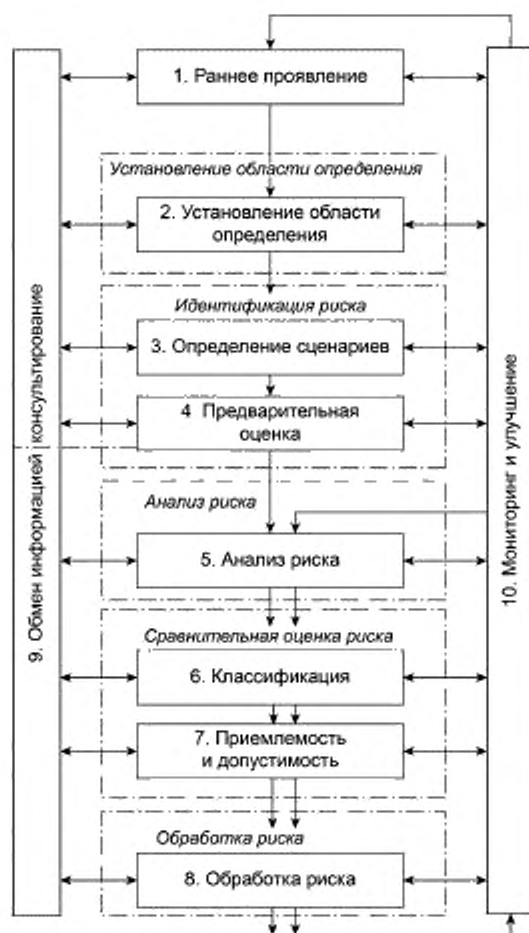 1. Раннее проявление
Установление области определения
2. Установление области
определения
Идентификация риска
3. Определение сценариев
4 Предварительная
оценка
Анализ риска
5. Анализ риска
Сравнительная оценка риска
6. Классификация
7. Приемлемость
и допустимость
Обработка риска
8. Обработка риска
9. Обмен информацией консультирование
10. Мониторинг и улучшение